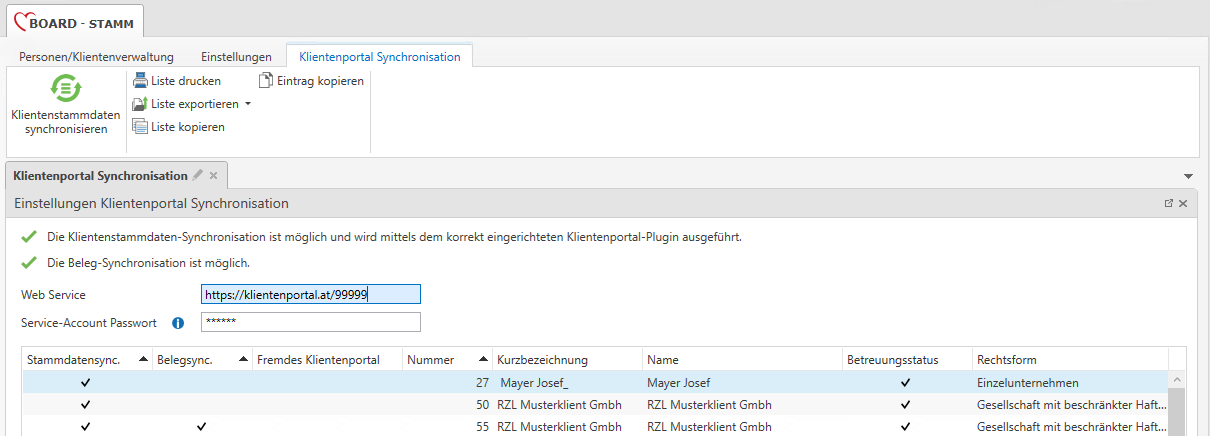 BOARD - STAMM
Personen/Klientenverwaltung Einstellungen Klientenportal Synchronisation
Klientenstammdaten synchronisieren
Liste drucken Eintrag kopieren
Liste exportieren
Liste kopieren
Klientenportal Synchronisation
Einstellungen Klientenportal Synchronisation
Die Klientenstammdaten-Synchronisation ist möglich und wird mittels dem korrekt eingerichteten Klientenportal-Plugin ausgeführt.
Die Beleg-Synchronisation ist möglich.
Web Service https://klientenportal.at/99999
Service-Account Passwort ******
Stammdatensync. Belegsync. Fremdes Klientenportal Nummer Kurzbezeichnung Name Betreuungsstatus Rechtsform
27 Mayer Josef_ Mayer Josef Einzelunternehmen
50 RZL Musterklient Gmbh RZL Musterklient Gmbh Gesellschaft mit beschränkter Haft...
55 RZL Musterklient Gmbh RZL Musterklient Gmbh Gesellschaft mit beschränkter Haft...